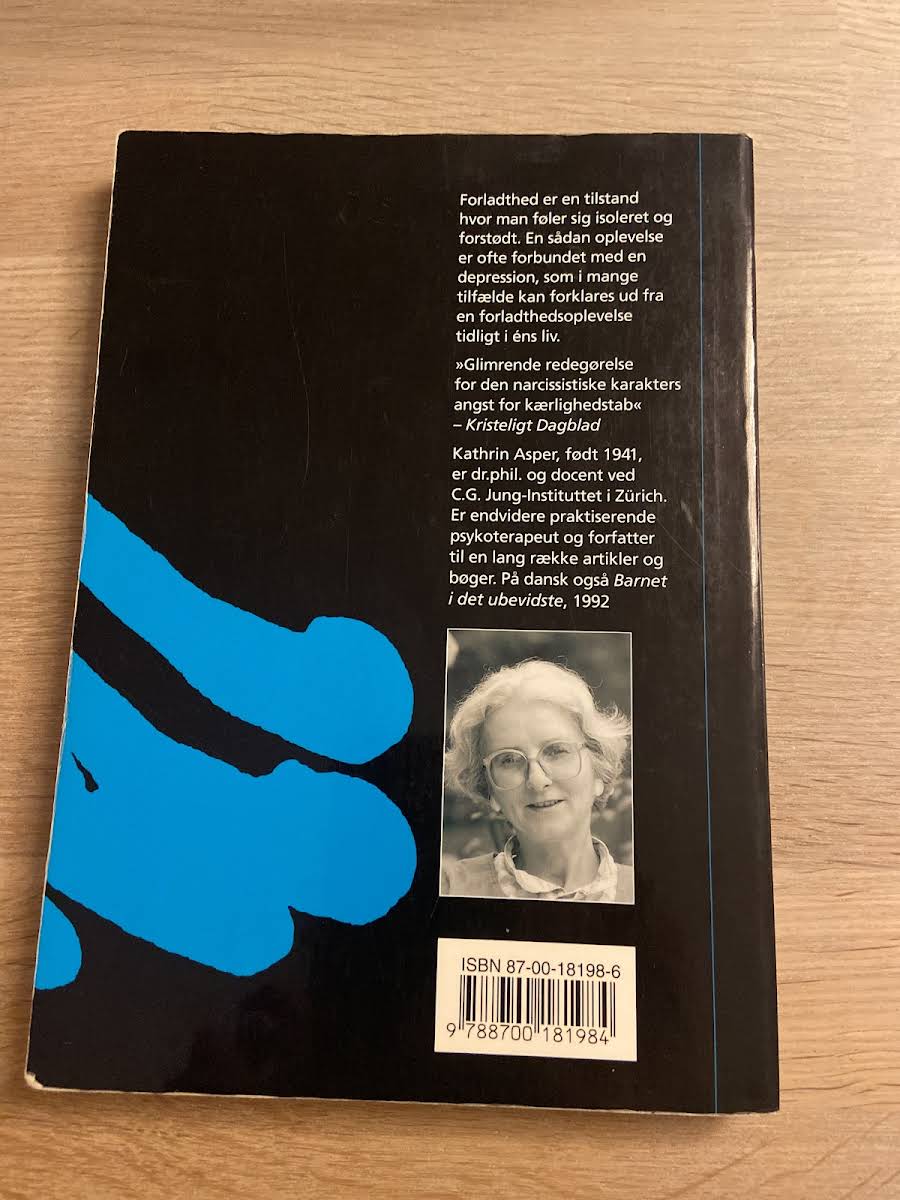 Forladthed er en tilstand
hvor man føler sig isoleret og
forstødt. En sådan oplevelse
er ofte forbundet med en
depression, som i mange
tilfælde kan forklares ud fra
en forladthedsoplevelse
tidligt i éns liv.
»Glimrende redegørelse
for den narcissistiske karakters
angst for kærlighedstab«
– Kristeligt Dagblad
Kathrin Asper, født 1941,
er dr.phil. og docent ved
C.G. Jung-Instituttet i Zürich.
Er endvidere praktiserende
psykoterapeut og forfatter
til en lang række artikler og
bøger. På dansk også Barnet
i det ubevidste, 1992
ISBN 87-00-18198-6
9 788700 181984